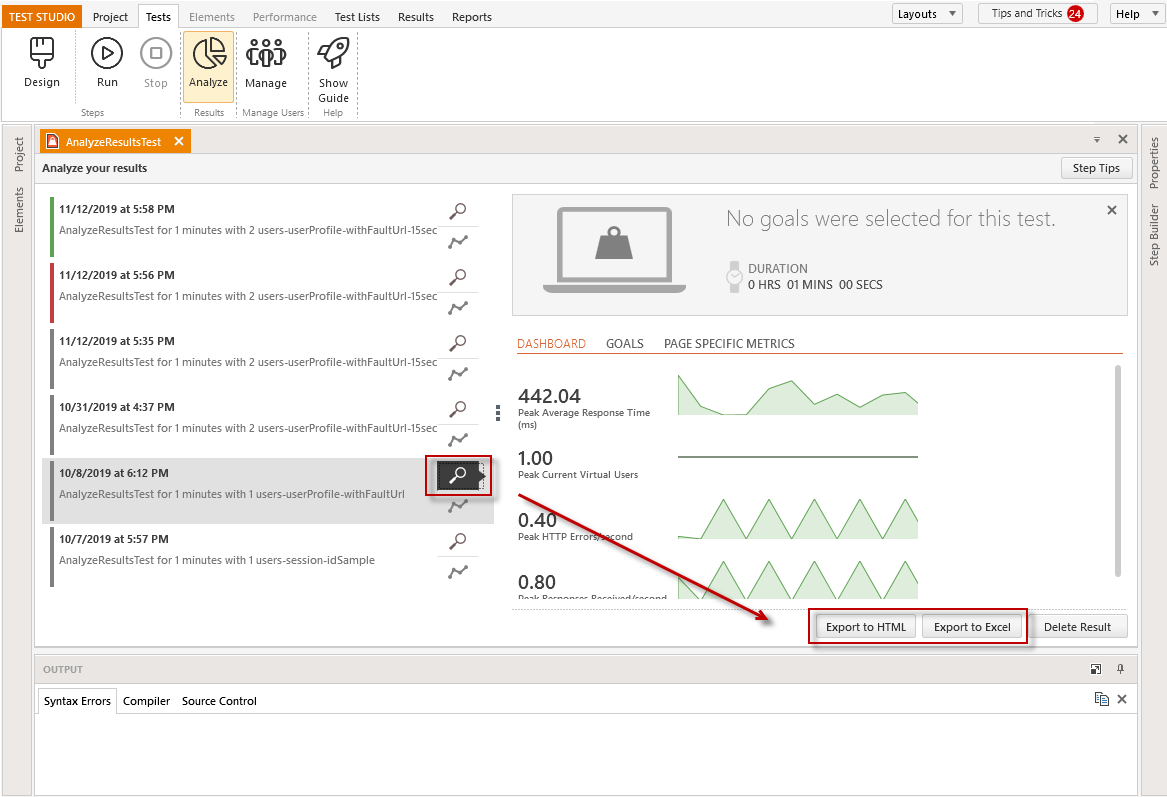 TEST STUDIO Project Tests Elements Performance Test Lists Results Reports Layouts Tips and Tricks 24 Help
Design Run Stop Analyze Manage Show
Guide
Steps Results Manage Users Help
Project
Elements
AnalyzeResultsTest
Analyze your results Step Tips
11/12/2019 at 5:58 PM
AnalyzeResultsTest for 1 minutes with 2 users-userProfile-withFaultUrl-15sec
11/12/2019 at 5:56 PM
AnalyzeResultsTest for 1 minutes with 2 users-userProfile-withFaultUrl-15sec
11/12/2019 at 5:35 PM
AnalyzeResultsTest for 1 minutes with 2 users-userProfile-withFaultUrl-15sec
10/31/2019 at 4:37 PM
AnalyzeResultsTest for 1 minutes with 2 users-userProfile-withFaultUrl-15sec
10/8/2019 at 6:12 PM
AnalyzeResultsTest for 1 minutes with 1 users-userProfile-withFaultUrl
10/7/2019 at 5:57 PM
AnalyzeResultsTest for 1 minutes with 1 users-session-idSample
No goals were selected for this test.
DURATION
0 HRS 01 MINS 00 SECS
DASHBOARD GOALS PAGE SPECIFIC METRICS
442.04
Peak Average Response Time
(ms)
1.00
Peak Current Virtual Users
0.40
Peak HTTP Errors/second
0.80
Peak Responses Received/second
Export to HTML Export to Excel Delete Result
Properties
Step Builder
OUTPUT
Syntax Errors Compiler Source Control